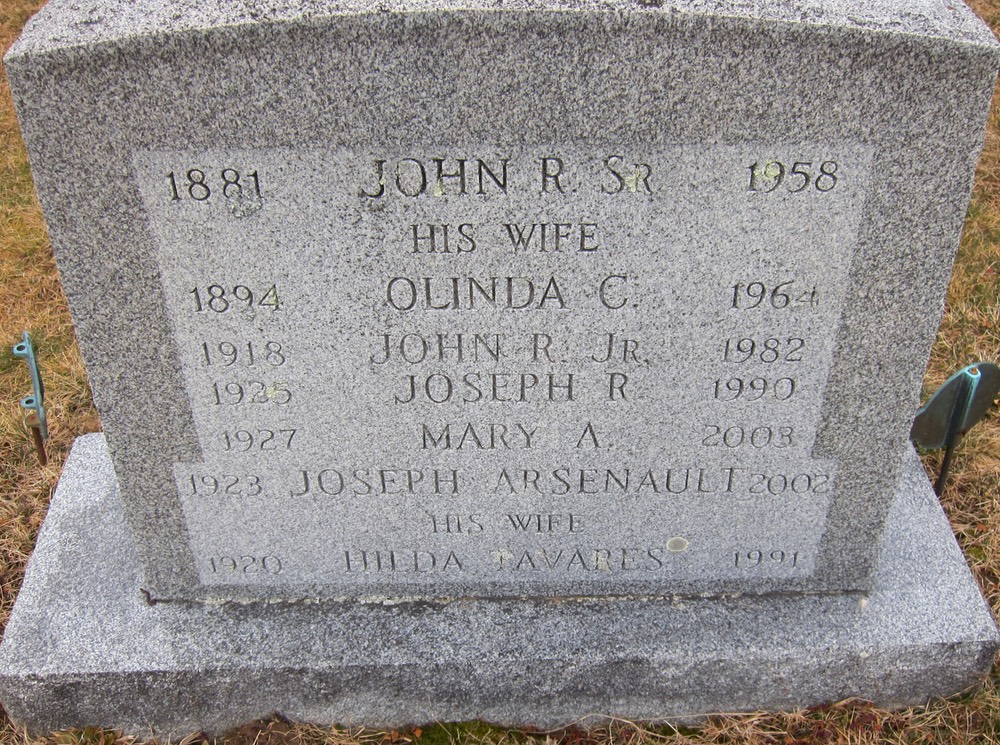 1881 JOHN R. SR 1958
HIS WIFE
1894 OLINDA C. 1964
1918 JOHN R. JR. 1982
1925 JOSEPH R. 1990
1927 MARY A. 2003
1923 JOSEPH ARSENAULT 2002
HIS WIFE
1920 HILDA TAVARES 1991